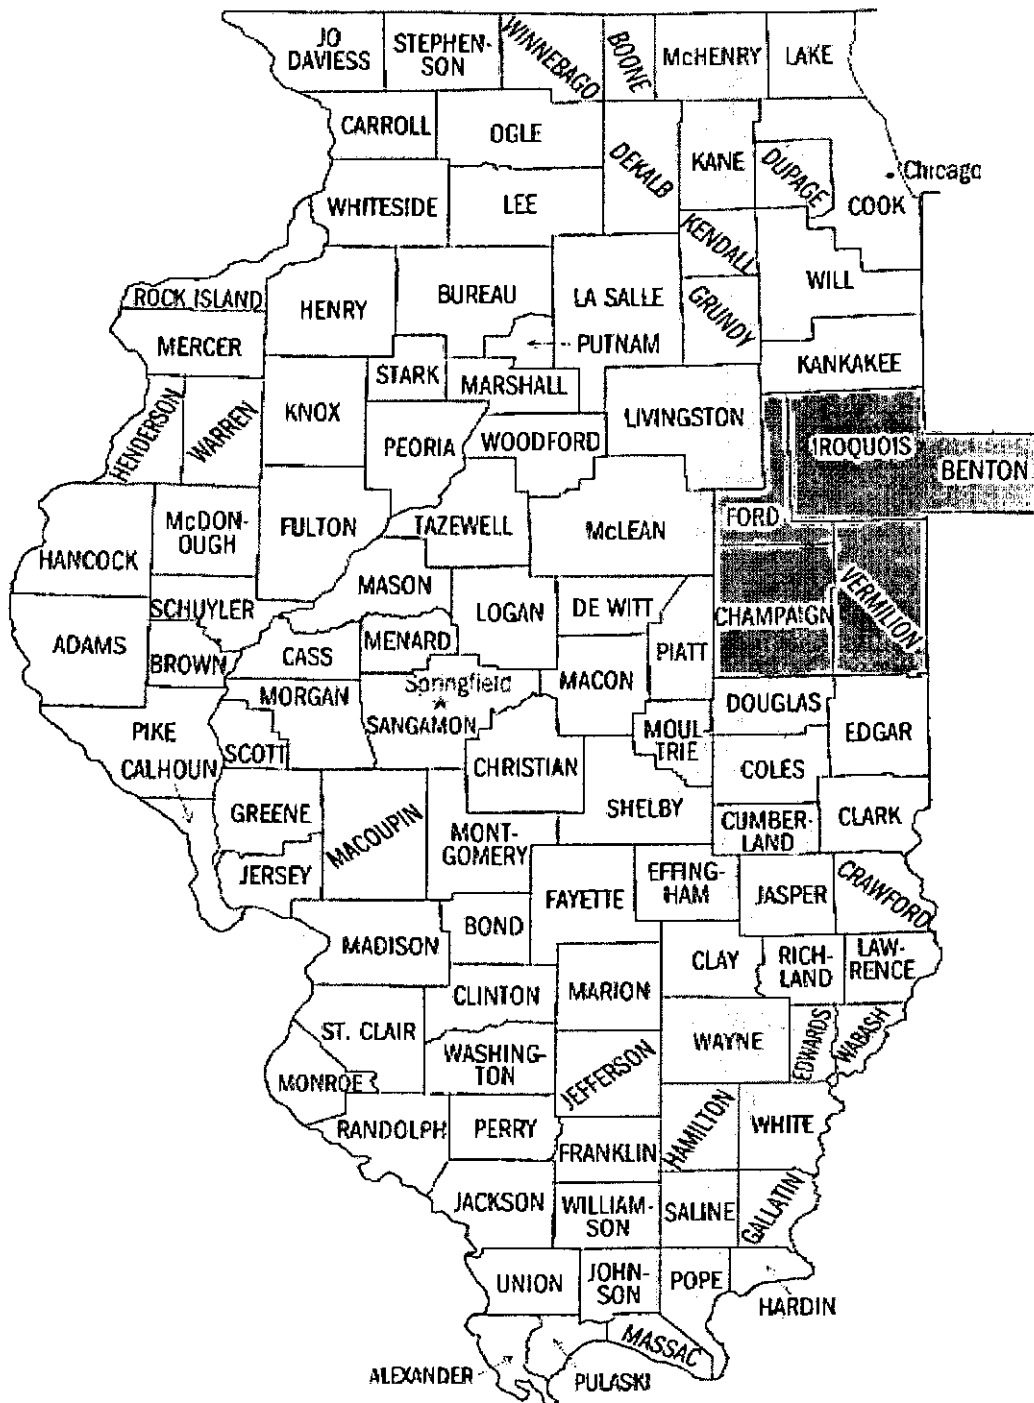 JO
DAVIESS
STEPHEN-
SON
WINNEBAGO
BOONE
McHENRY
LAKE
CARROLL
OGLE
DEKALB
KANE
DUPAGE
Chicago
COOK
WHITESIDE
LEE
KENDALL
WILL
ROCK ISLAND
HENRY
BUREAU
LA SALLE
GRUNDY
MERCER
PUTNAM
KANKAKEE
STARK
MARSHALL
HENDERSON
WARREN
KNOX
PEORIA
WOODFORD
LIVINGSTON
IROQUOIS
BENTON
FORD
HANCOCK
McDON-
OUGH
FULTON
TAZEWELL
McLEAN
MASON
SCHUYLER
LOGAN
DE WITT
CHAMPAIGN
VERMILION
ADAMS
BROWN
CASS
MENARD
PIATT
Springfield
MACON
MORGAN
SANGAMON
DOUGLAS
PIKE
SCOTT
MOUL
TRIE
EDGAR
CALHOUN
CHRISTIAN
COLES
GREENE
MACOUPIN
SHELBY
CUMBER-
LAND
CLARK
MONT-
GOMERY
JERSEY
EFFING-
HAM
FAYETTE
JASPER
CRAWFORD
BOND
MADISON
CLAY
RICH-
LAND
LAW-
RENCE
CLINTON
MARION
ST. CLAIR
WAYNE
EDWARDS
WABASH
WASHING-
TON
JEFFERSON
MONROE
RANDOLPH
PERRY
HAMILTON
WHITE
FRANKLIN
JACKSON
WILLIAM-
SON
SALINE
GALLATIN
UNION
JOHN-
SON
POPE
HARDIN
MASSAC
ALEXANDER
PULASKI